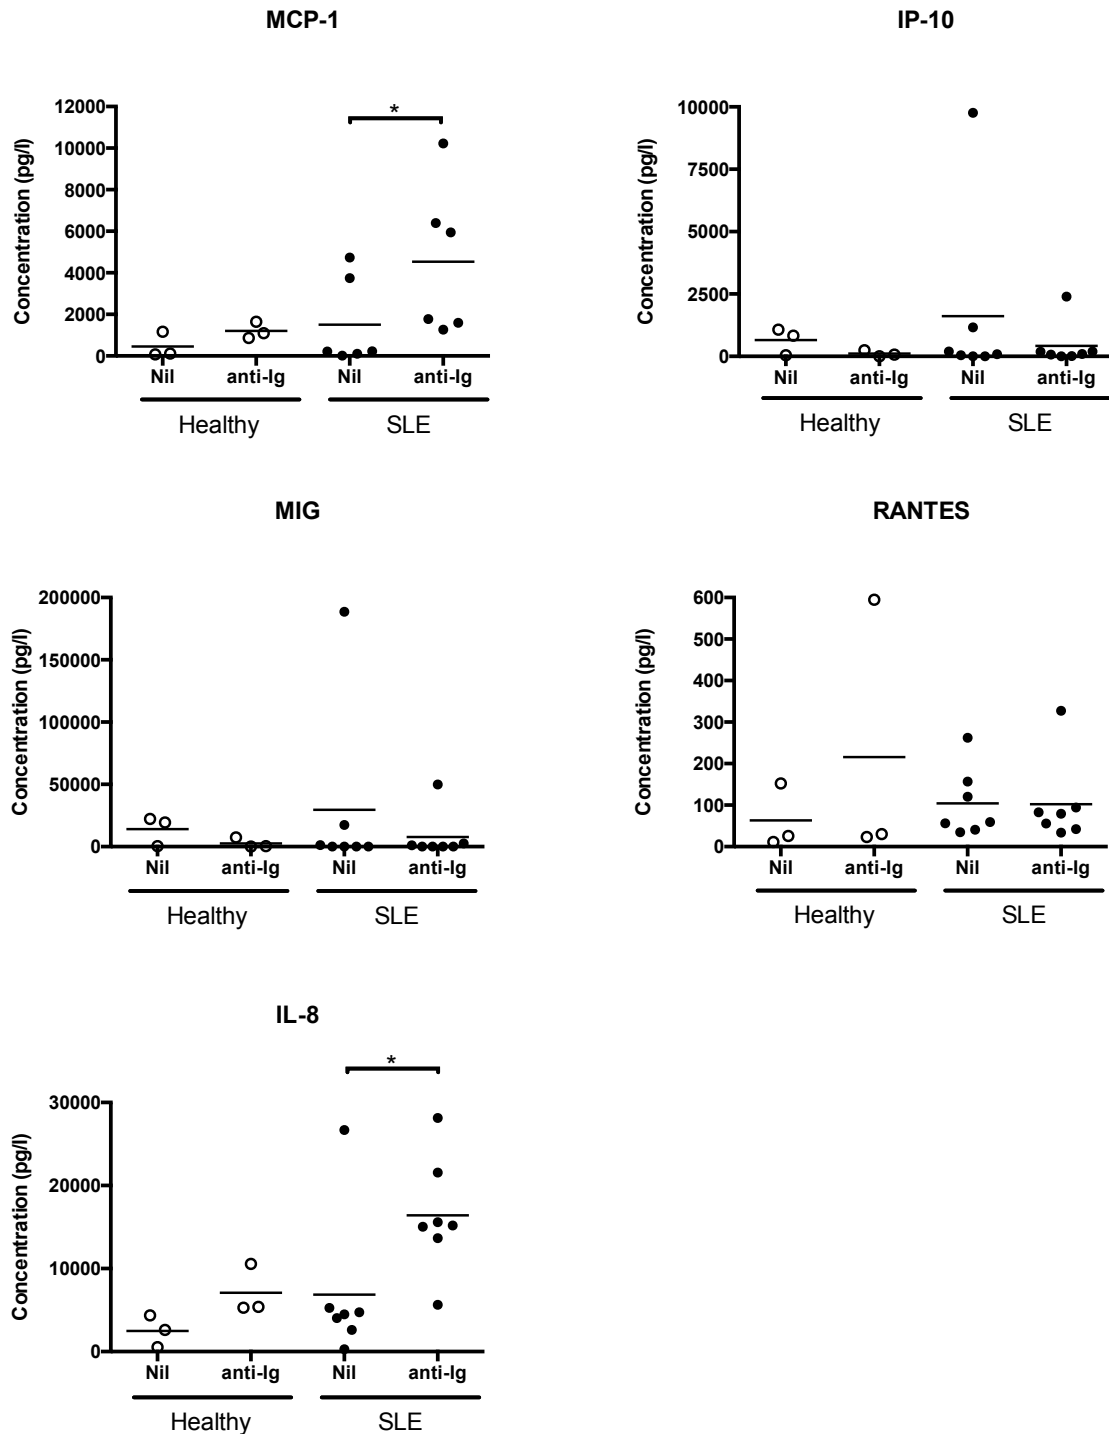 MCP-1
Concentration (pg/l)
12000
10000
8000
6000
4000
2000
0
*
Nil
anti-Ig
Nil
anti-Ig
Healthy
SLE
IP-10
Concentration (pg/l)
10000
7500
5000
2500
0
Nil
anti-Ig
Nil
anti-Ig
Healthy
SLE
MIG
Concentration (pg/l)
200000
150000
100000
50000
0
Nil
anti-Ig
Nil
anti-Ig
Healthy
SLE
RANTES
Concentration (pg/l)
600
500
400
300
200
100
0
Nil
anti-Ig
Nil
anti-Ig
Healthy
SLE
IL-8
Concentration (pg/l)
30000
20000
10000
0
*
Nil
anti-Ig
Nil
anti-Ig
Healthy
SLE